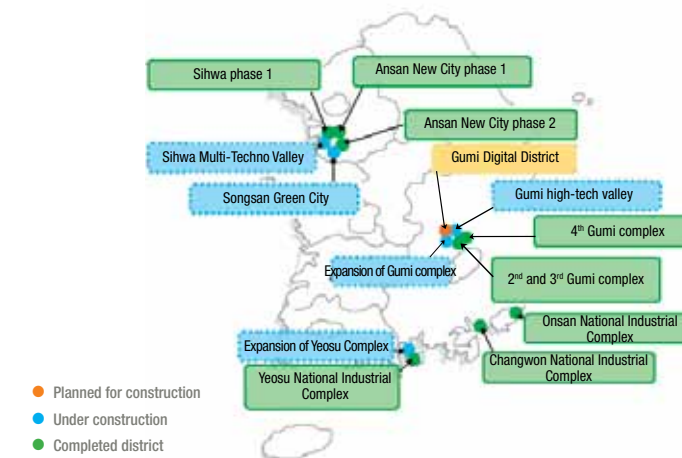 Sihwa phase 1
Ansan New City phase 1
Ansan New City phase 2
Sihwa Multi-Techno Valley
Gumi Digital District
Songsan Green City
Gumi high-tech valley
4th Gumi complex
Expansion of Gumi complex
2nd and 3rd Gumi complex
Onsan National Industrial
Complex
Expansion of Yeosu Complex
Changwon National Industrial
Complex
Yeosu National Industrial
Complex
Planned for construction
Under construction
Completed district